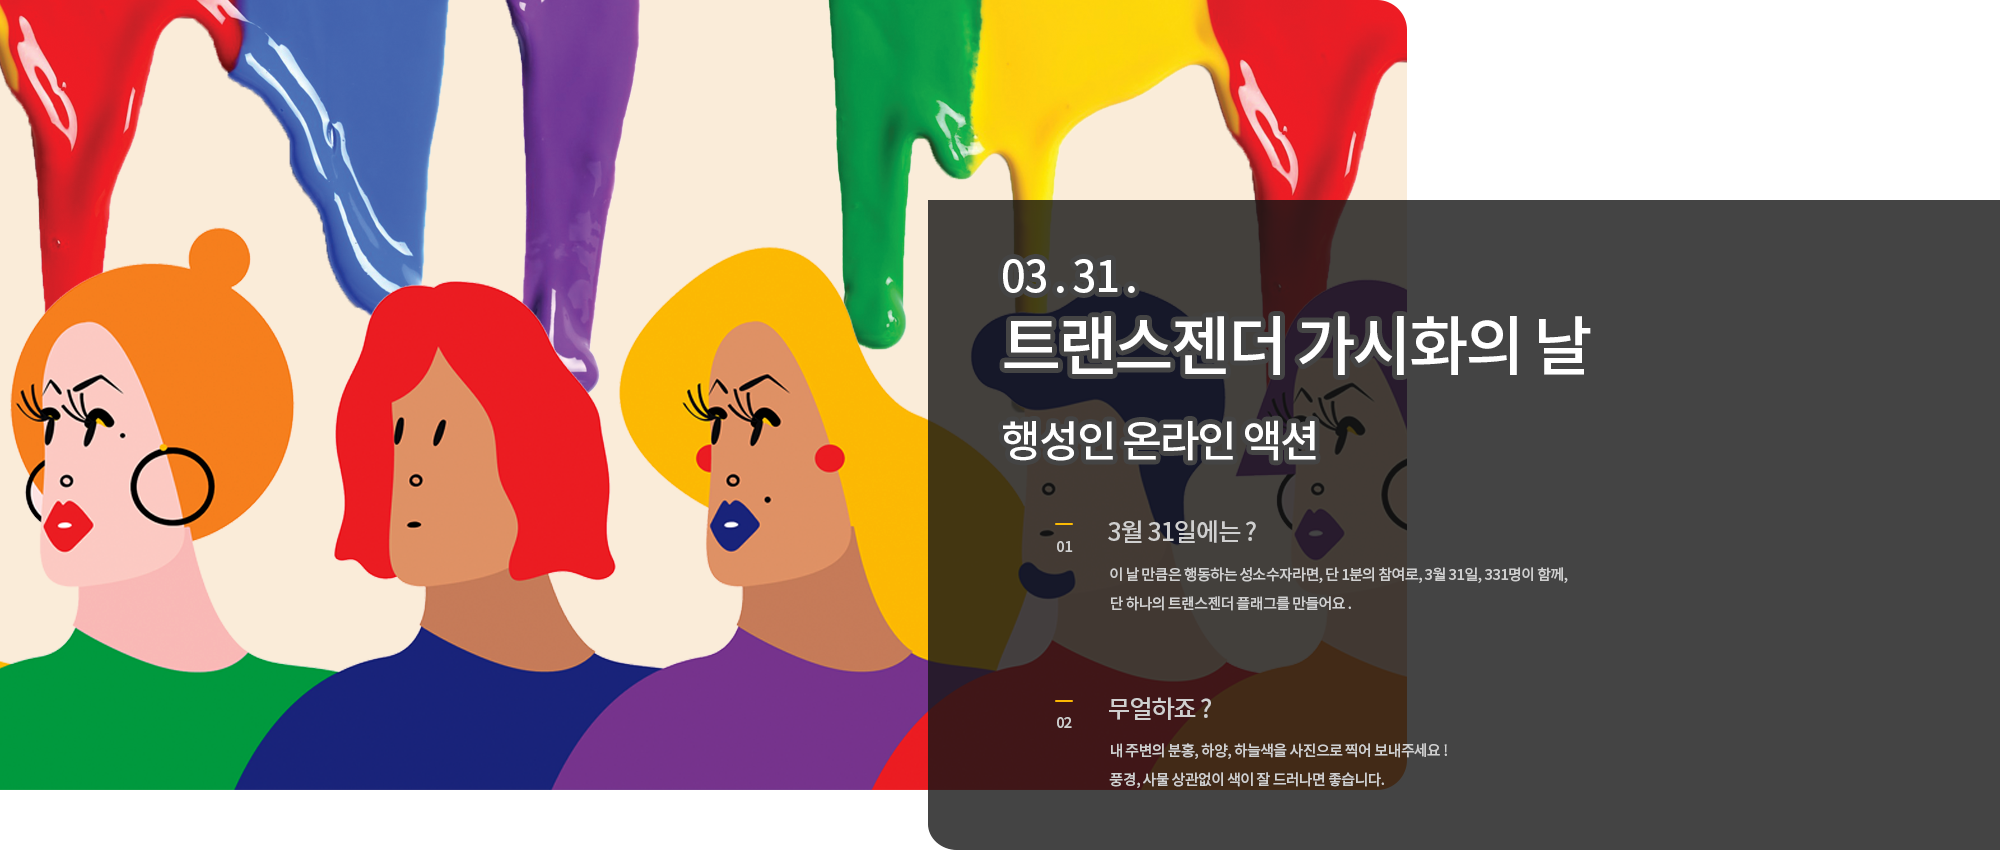 03.31.
트랜스젠더 가시화의 날
행성인 온라인 액션
01
3월 31일에는 ?
이 날 만큼은 행동하는 성소수자라면, 단 1분의 참여로, 3월 31일, 331명이 함께,
단 하나의 트랜스젠더 플래그를 만들어요 .
02
무얼하죠 ?
내 주변의 분홍, 하양, 하늘색을 사진으로 찍어 보내주세요 !
풍경, 사물 상관없이 색이 잘 드러나면 좋습니다.